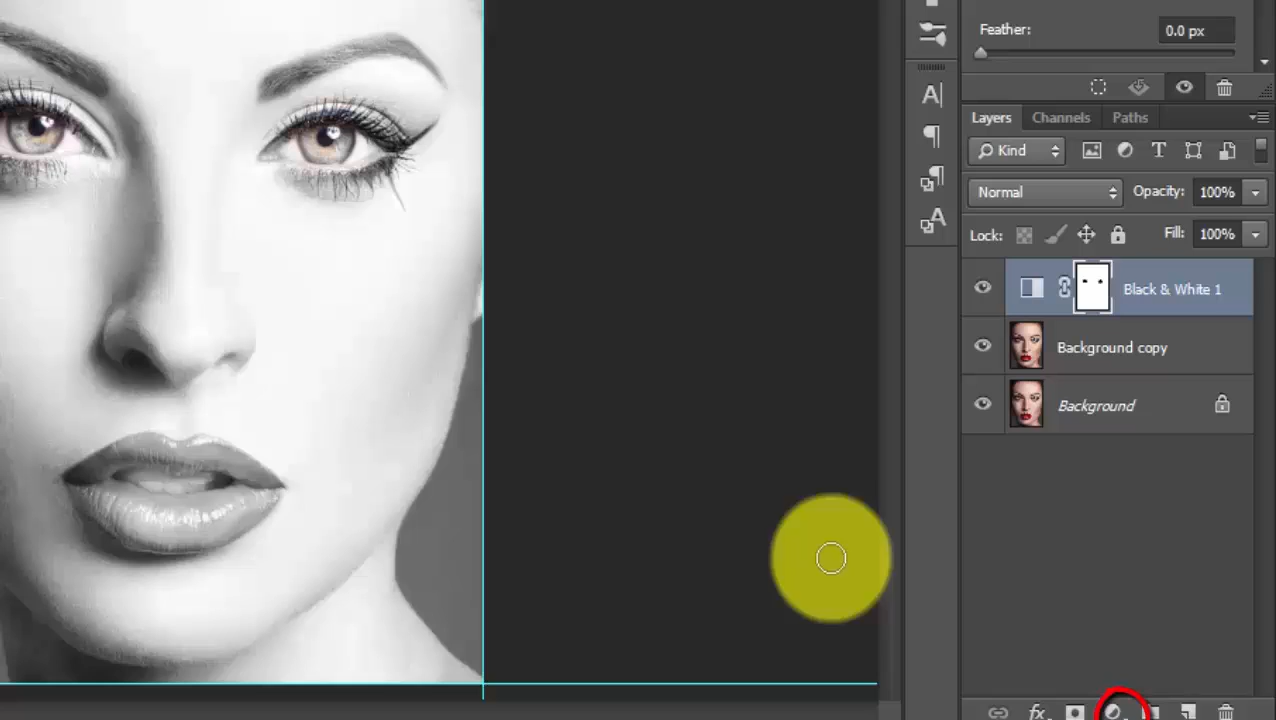 Feather:
0.0 px
Layers Channels Paths
Kind
Normal Opacity: 100%
Lock: Fill: 100%
Black & White 1
Background copy
Background
fx